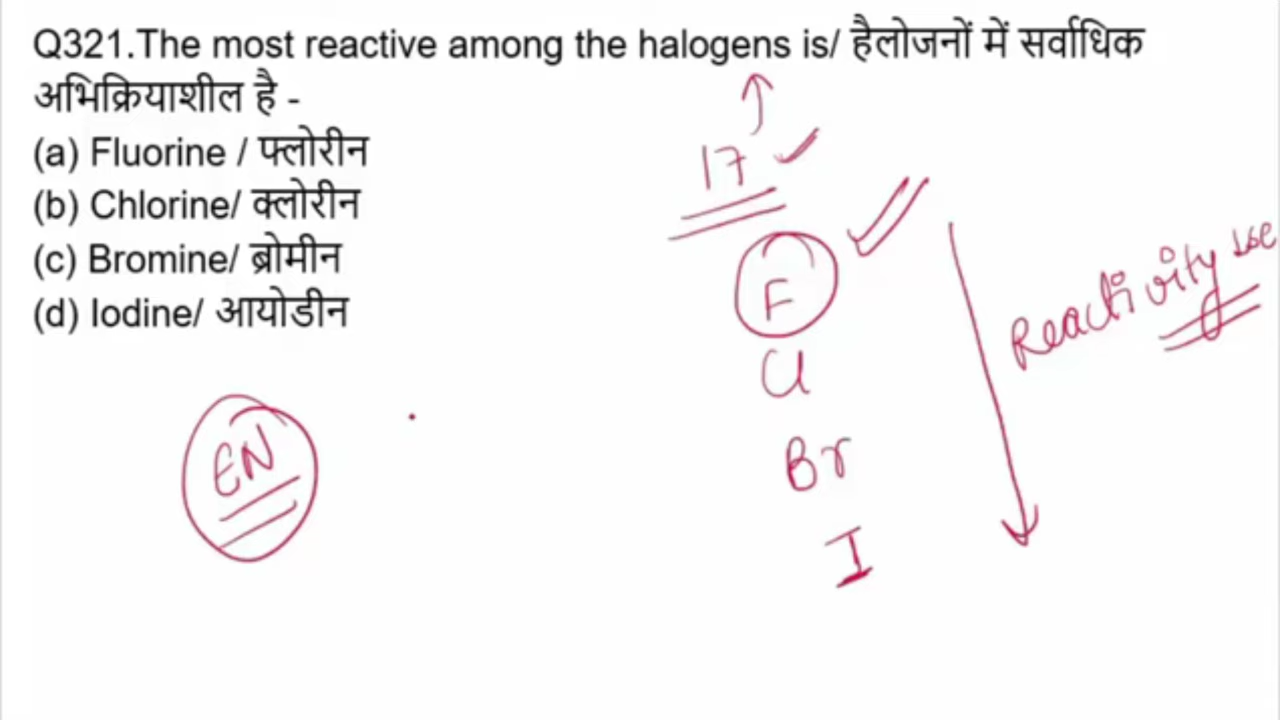 Q321.The most reactive among the halogens is/ हैलोजनों में सर्वाधिक
अभिक्रियाशील है -
(a) Fluorine / फ्लोरीन
(b) Chlorine/ क्लोरीन
(c) Bromine/ ब्रोमीन
(d) Iodine/ आयोडीन
17
F
Cl
Br
I
Reactivity
EN